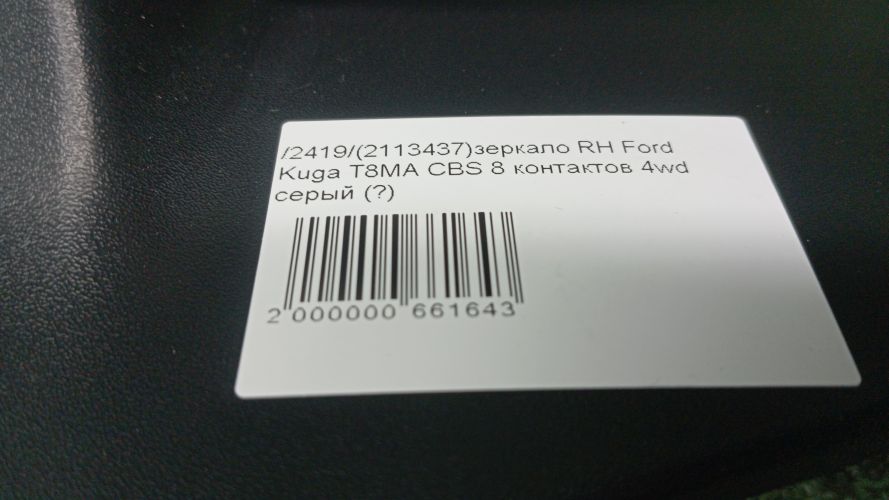 /2419/(2113437)зеркало RH Ford
Kuga T8MA CBS 8 контактов 4wd
серый (?)
2 000000 661643